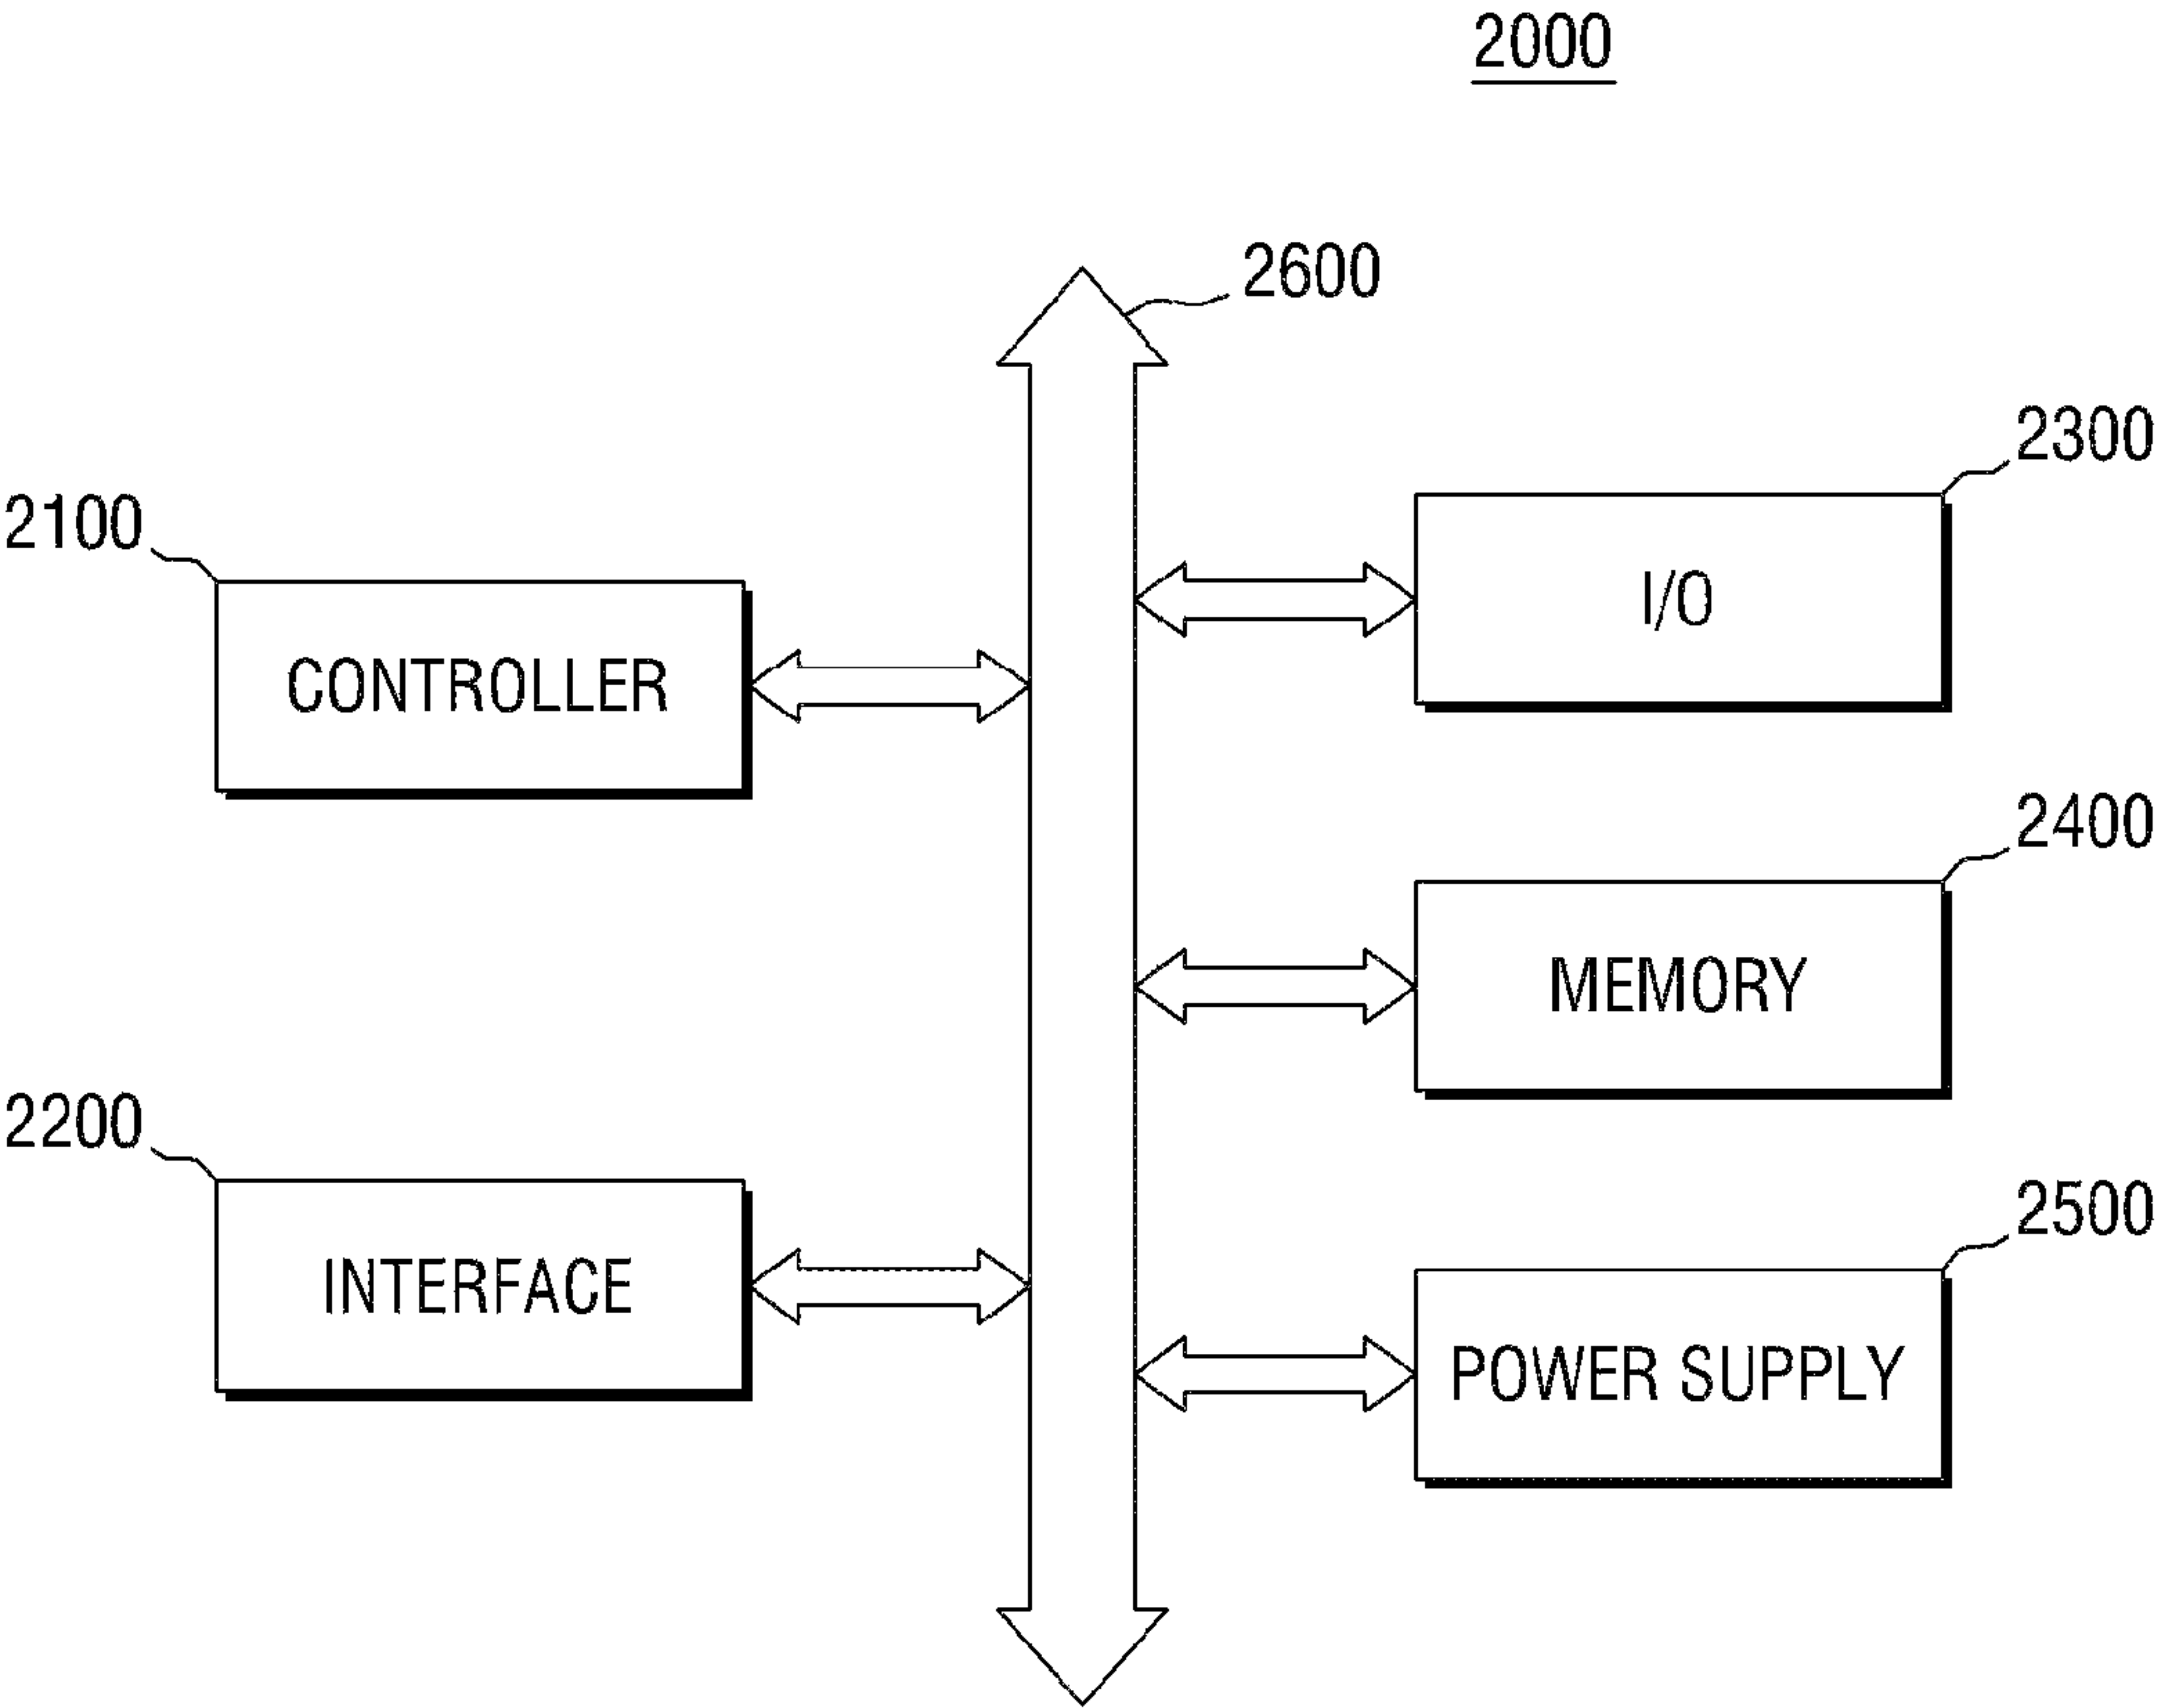 2000
2600
2300
2100
I/O
CONTROLLER
2400
MEMORY
2200
2500
INTERFACE
POWER SUPPLY